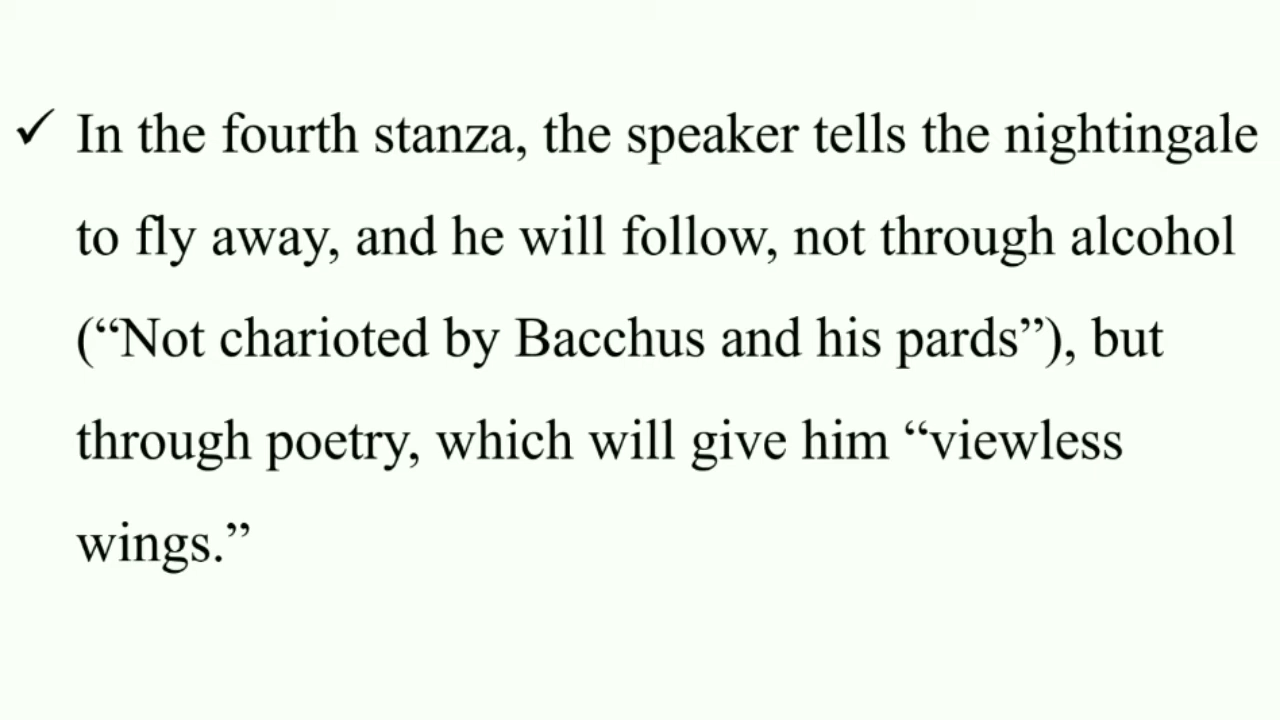 ✓ In the fourth stanza, the speaker tells the nightingale
to fly away, and he will follow, not through alcohol
(“Not charioted by Bacchus and his pards”), but
through poetry, which will give him “viewless
wings.”